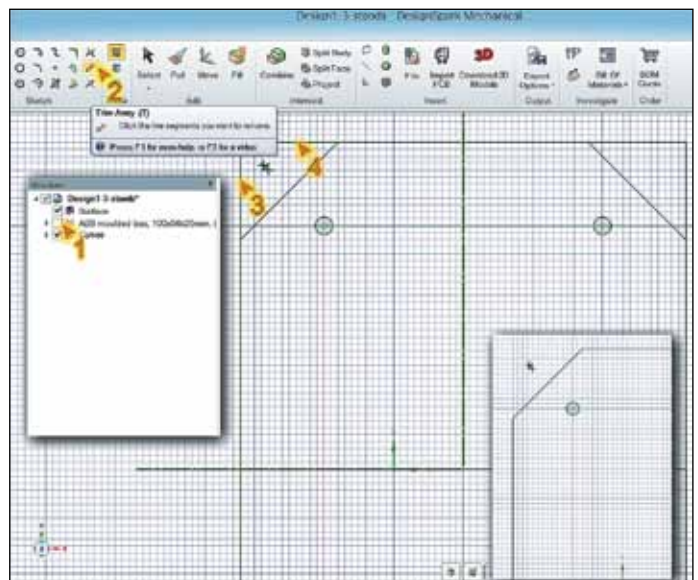 Design1-3 stands* - DesignSpark Mechanical
Split Body
Split Face
Project
Select
Pull
Move
Fill
Combine
File
Import PCB
Download 3D Models
Export Options
Bill Of Materials
BOM Quote
Sketch
Edit
Intersect
Insert
Output
Investigate
Order
Trim Away (T)
Click the line segments you want to remove.
Press F1 for more help, or F2 for a video
2
Structure
Design1-3 stands*
Surface
ABS moulded box,
Curves
1
3
4